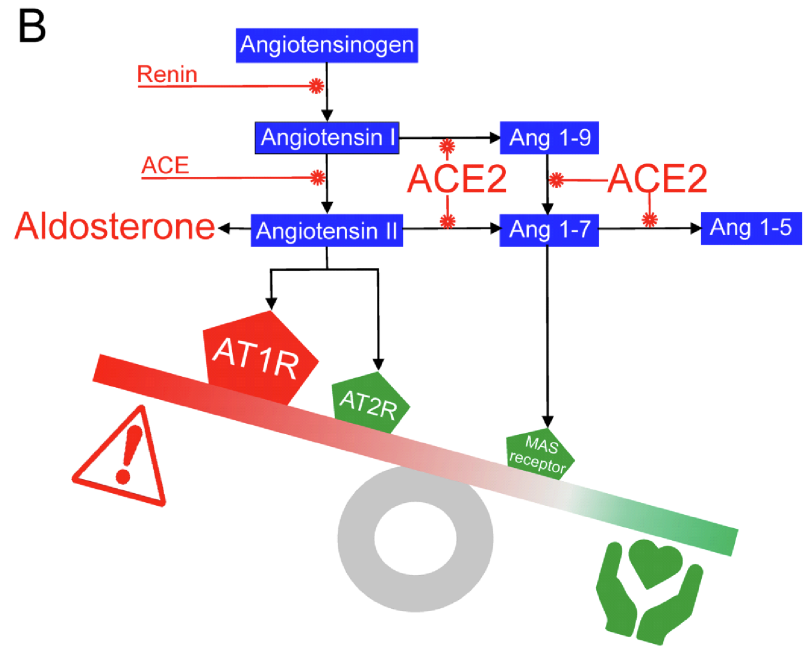 B
Angiotensinogen
Renin
Angiotensin I
Ang 1-9
ACE
ACE2
ACE2
Aldosterone
Angiotensin II
Ang 1-7
Ang 1-5
AT1R
AT2R
MAS
receptor